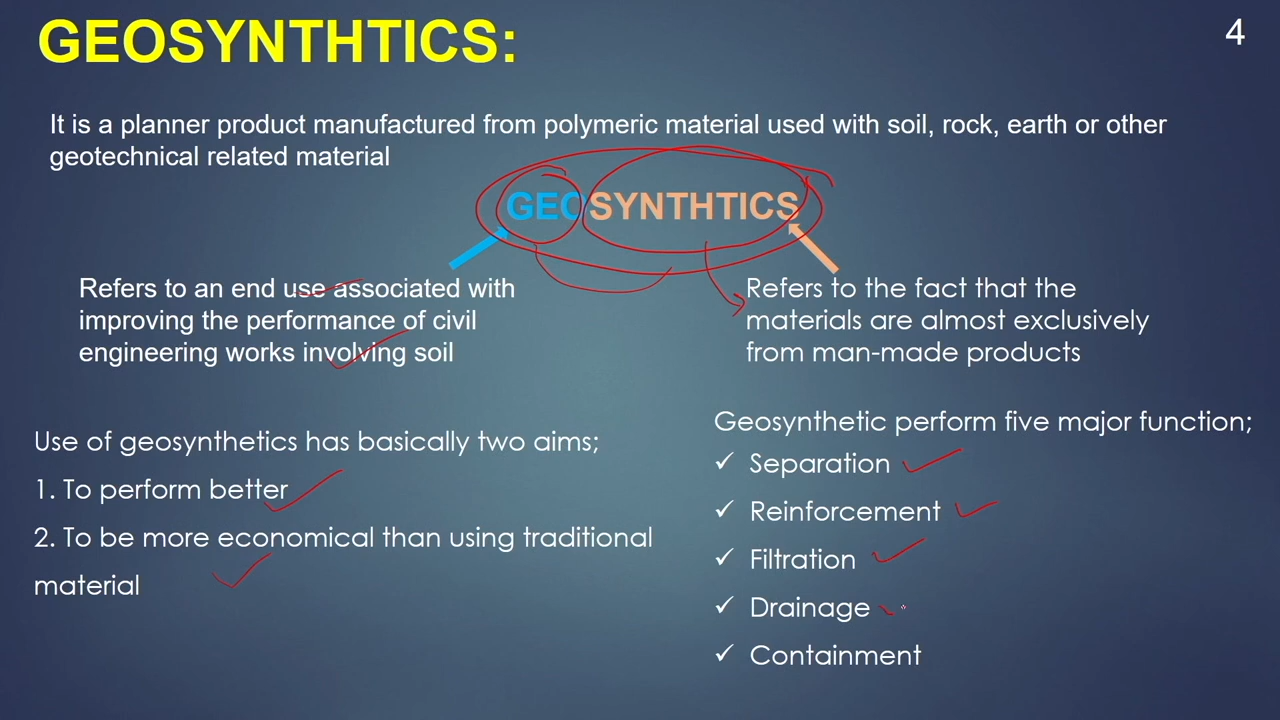 GEOSYNTHTICS:
4
It is a planner product manufactured from polymeric material used with soil, rock, earth or other
geotechnical related material
GEOSYNTHTICS
Refers to an end use associated with
improving the performance of civil
engineering works involving soil
Refers to the fact that the
materials are almost exclusively
from man-made products
Use of geosynthetics has basically two aims;
1. To perform better
2. To be more economical than using traditional
material
Geosynthetic perform five major function;
✓ Separation
✓ Reinforcement
✓ Filtration
✓ Drainage
✓ Containment